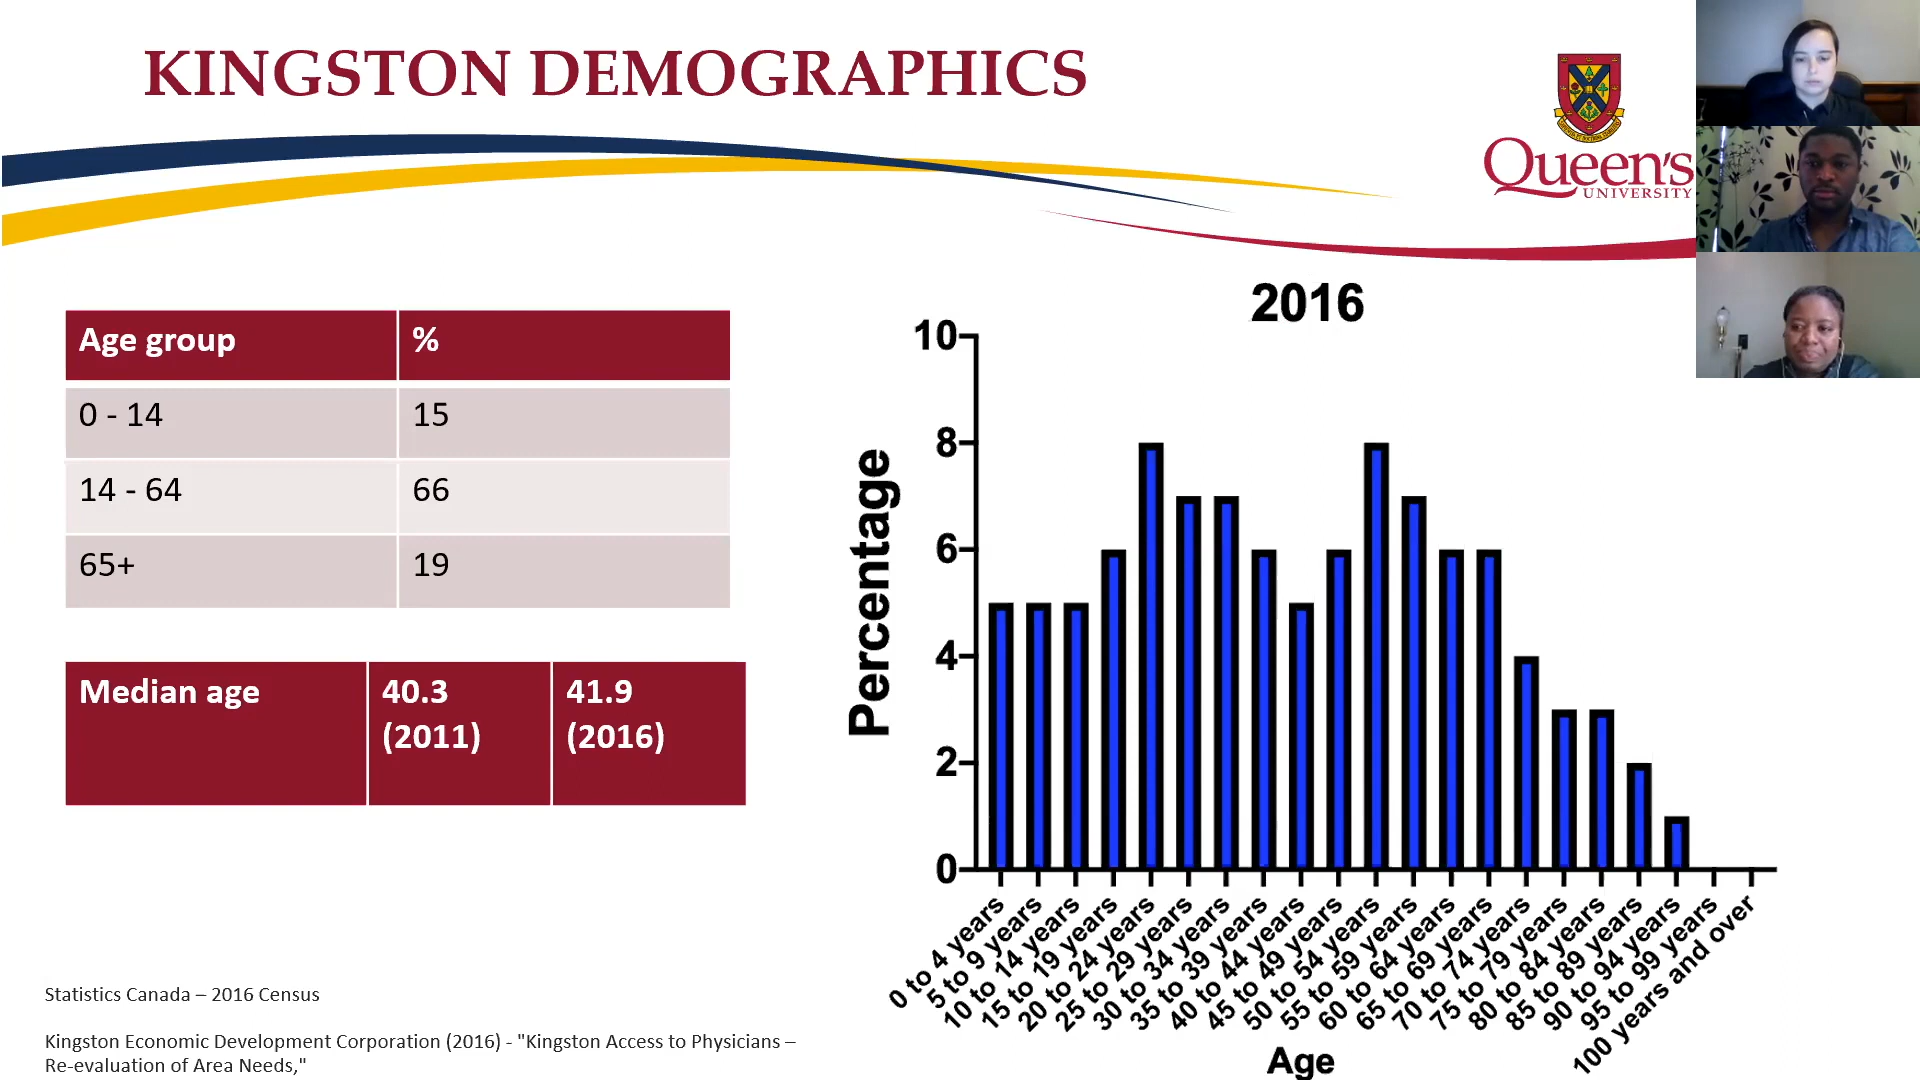 KINGSTON DEMOGRAPHICS
Queen's
UNIVERSITY
Age group %
0 - 14 15
14 - 64 66
65+ 19
Median age 40.3 41.9
(2011) (2016)
Statistics Canada – 2016 Census
Kingston Economic Development Corporation (2016) - "Kingston Access to Physicians –
Re-evaluation of Area Needs,"
2016
Percentage
10
8
6
4
2
0
0 to 4 years
5 to 9 years
10 to 14 years
15 to 19 years
20 to 24 years
25 to 29 years
30 to 34 years
35 to 39 years
40 to 44 years
45 to 49 years
50 to 54 years
55 to 59 years
60 to 64 years
65 to 69 years
70 to 74 years
75 to 79 years
80 to 84 years
85 to 89 years
90 to 94 years
95 to 99 years
100 years and over
Age